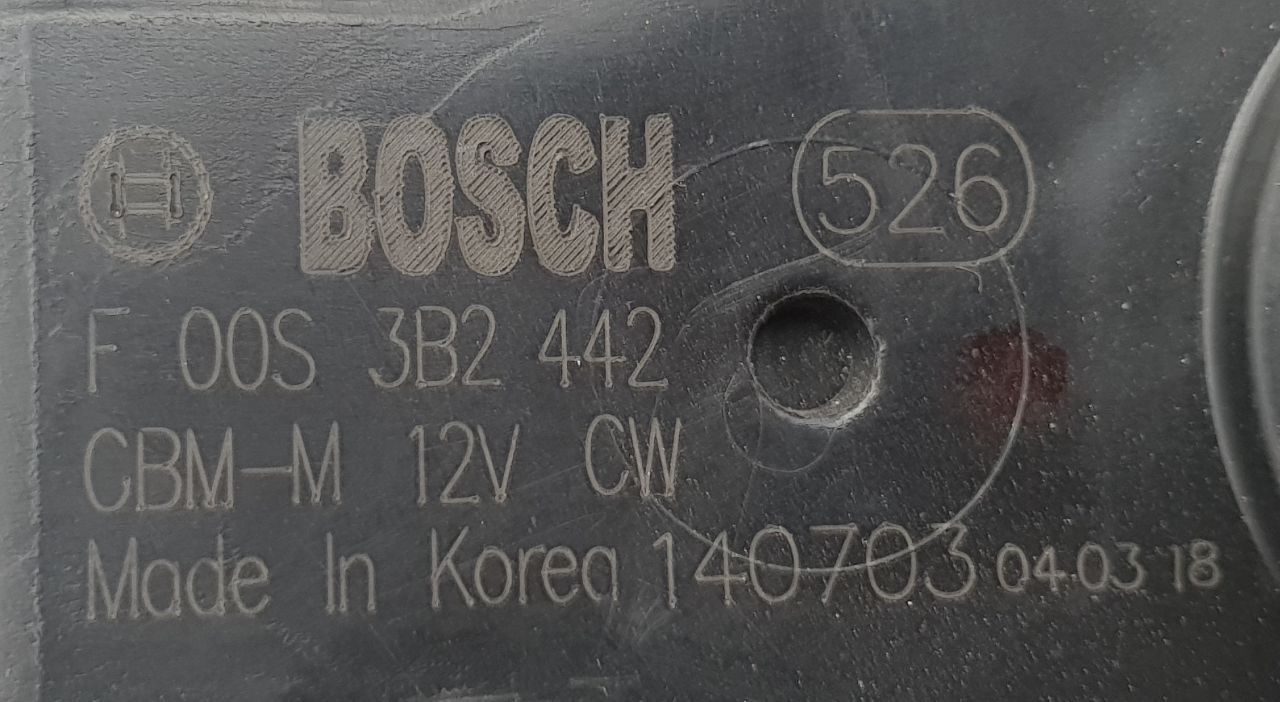 BOSCH 526
F 00S 3B2 442
CBM-M 12V CW
Made In Korea 140703 04 03 18